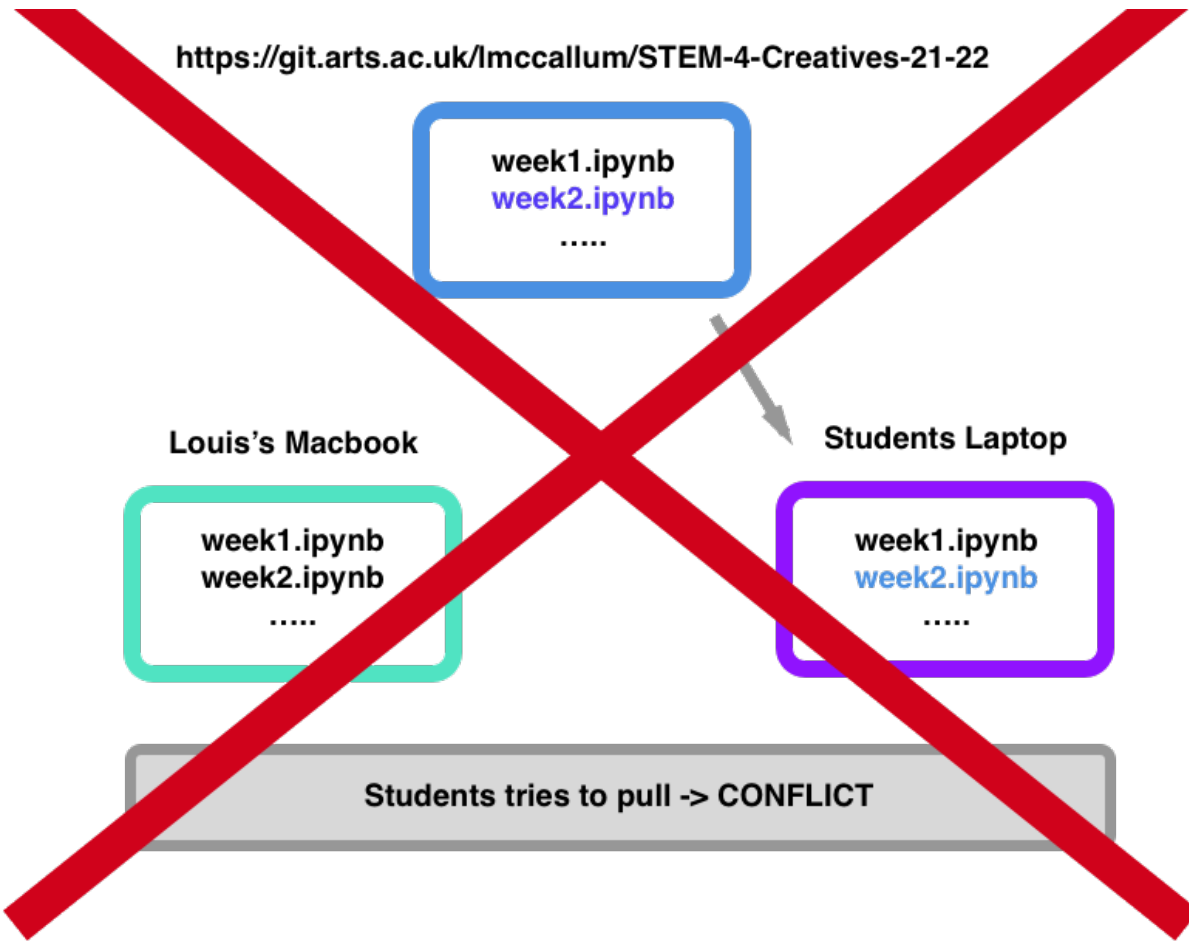 https://git.arts.ac.uk/lmccallum/STEM-4-Creatives-21-22
week1.ipynb
week2.ipynb
…..
Louis's Macbook
week1.ipynb
week2.ipynb
…..
Students Laptop
week1.ipynb
week2.ipynb
…..
Students tries to pull -> CONFLICT